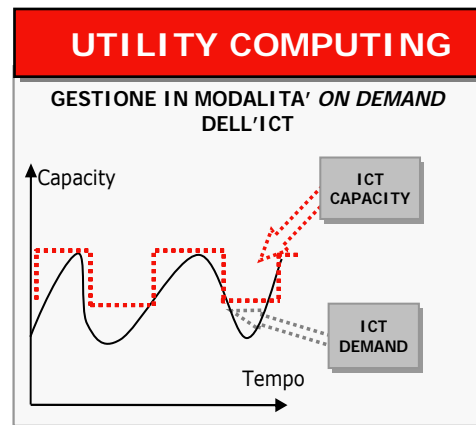 UTILITY COMPUTING
GESTIONE IN MODALITA' ON DEMAND
DELL'ICT
Capacity
ICT
CAPACITY
ICT
DEMAND
Tempo